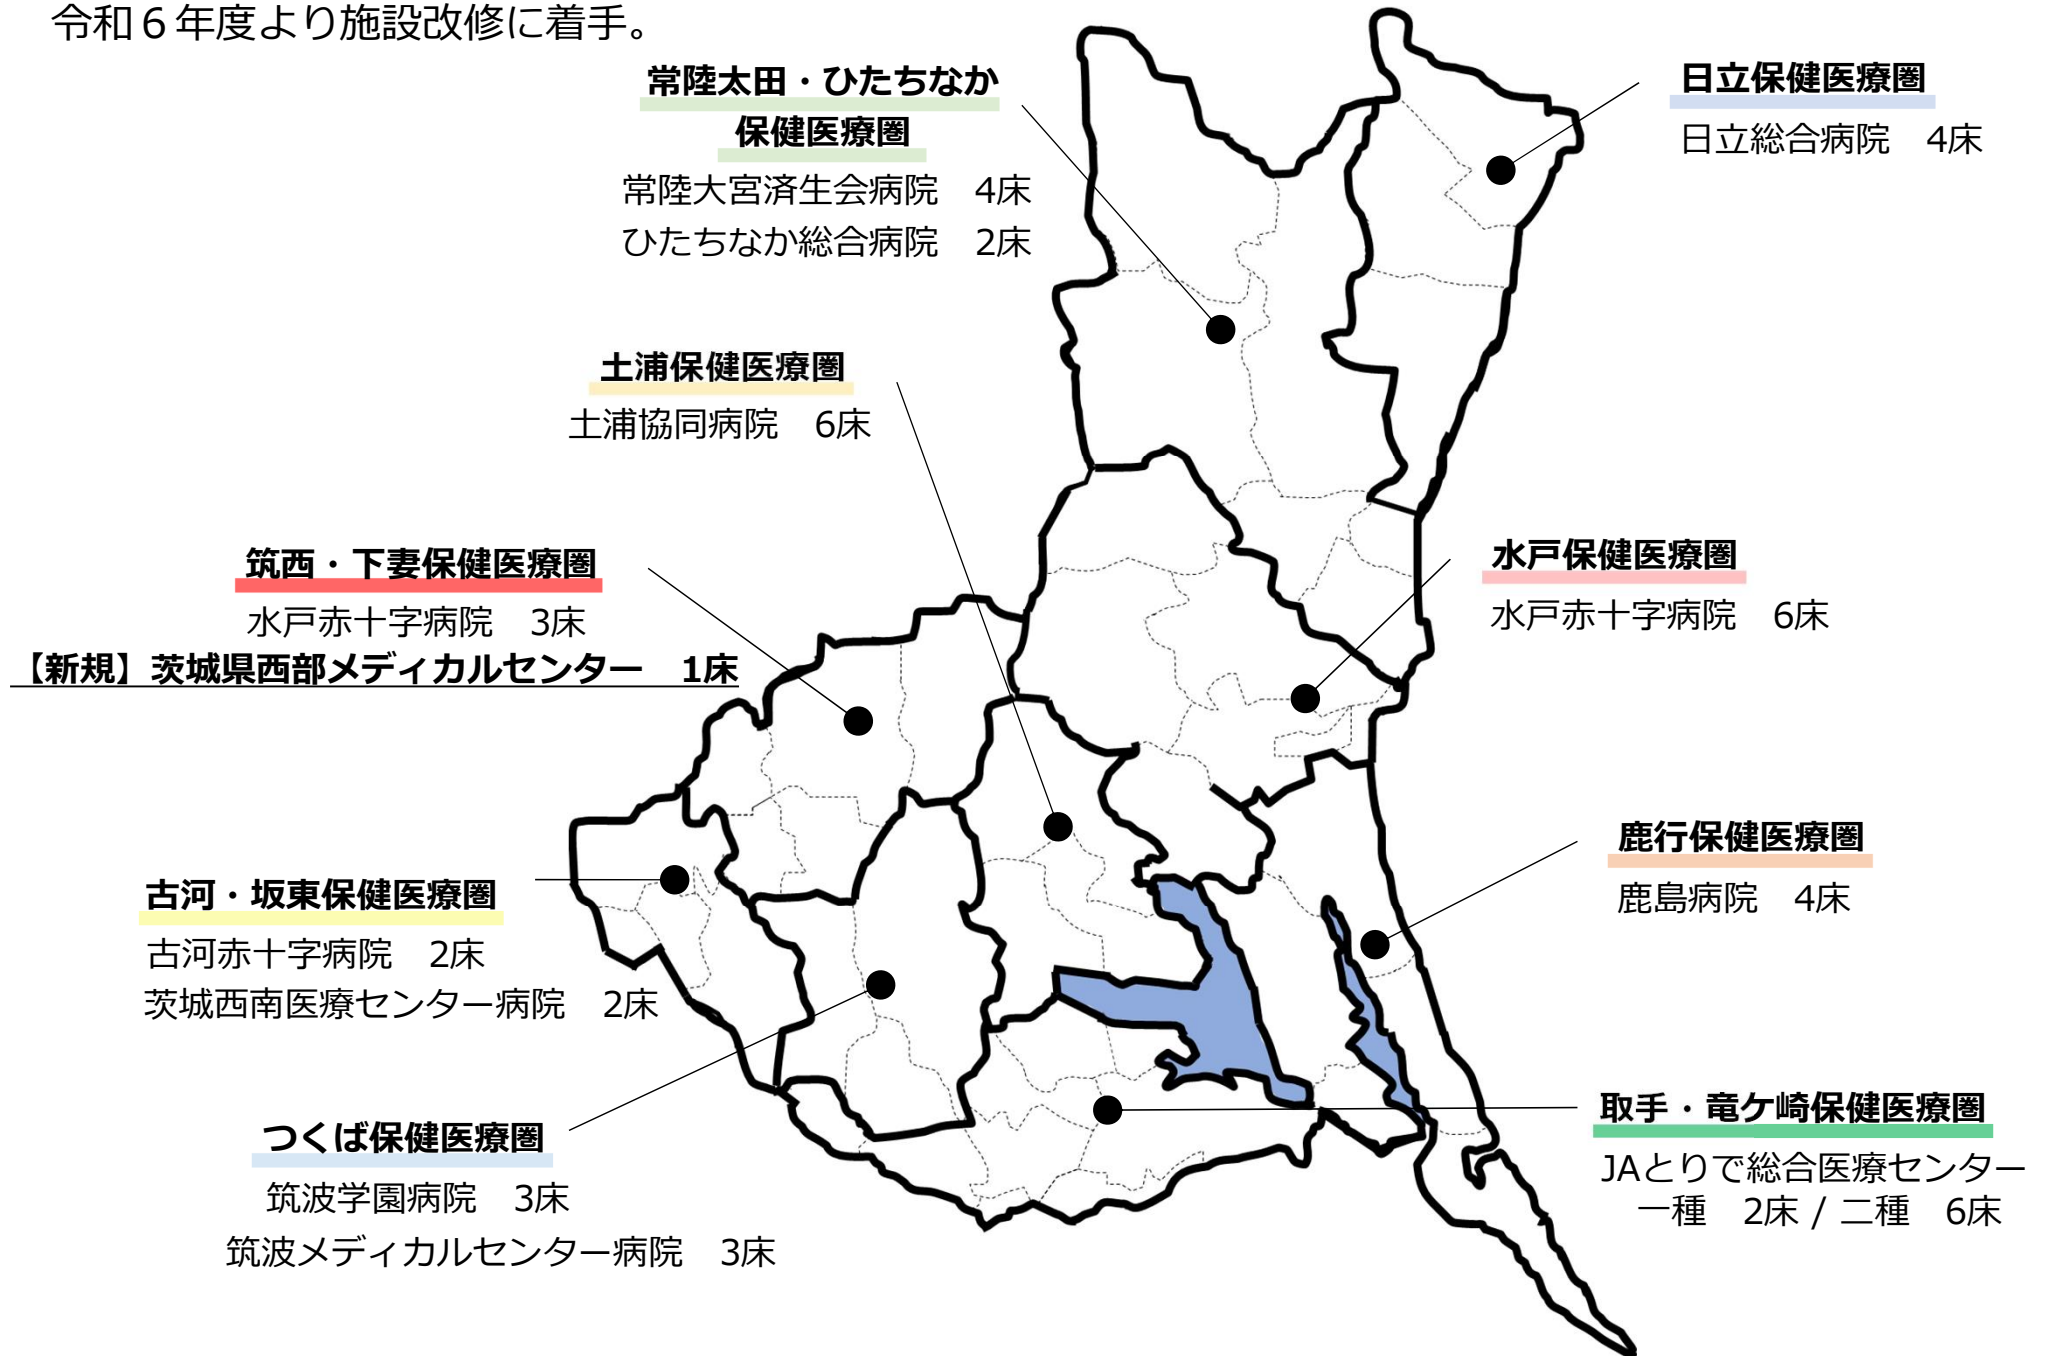 令和６年度より施設改修に着手。
常陸太田・ひたちなか
保健医療圏
常陸大宮済生会病院　4床
ひたちなか総合病院　2床
日立保健医療圏
日立総合病院　4床
土浦保健医療圏
土浦協同病院　6床
筑西・下妻保健医療圏
水戸赤十字病院　3床
【新規】茨城県西部メディカルセンター　1床
水戸保健医療圏
水戸赤十字病院　6床
古河・坂東保健医療圏
古河赤十字病院　2床
茨城西南医療センター病院　2床
鹿行保健医療圏
鹿島病院　4床
つくば保健医療圏
筑波学園病院　3床
筑波メディカルセンター病院　3床
取手・竜ケ崎保健医療圏
JAとりで総合医療センター
一種　2床 / 二種　6床